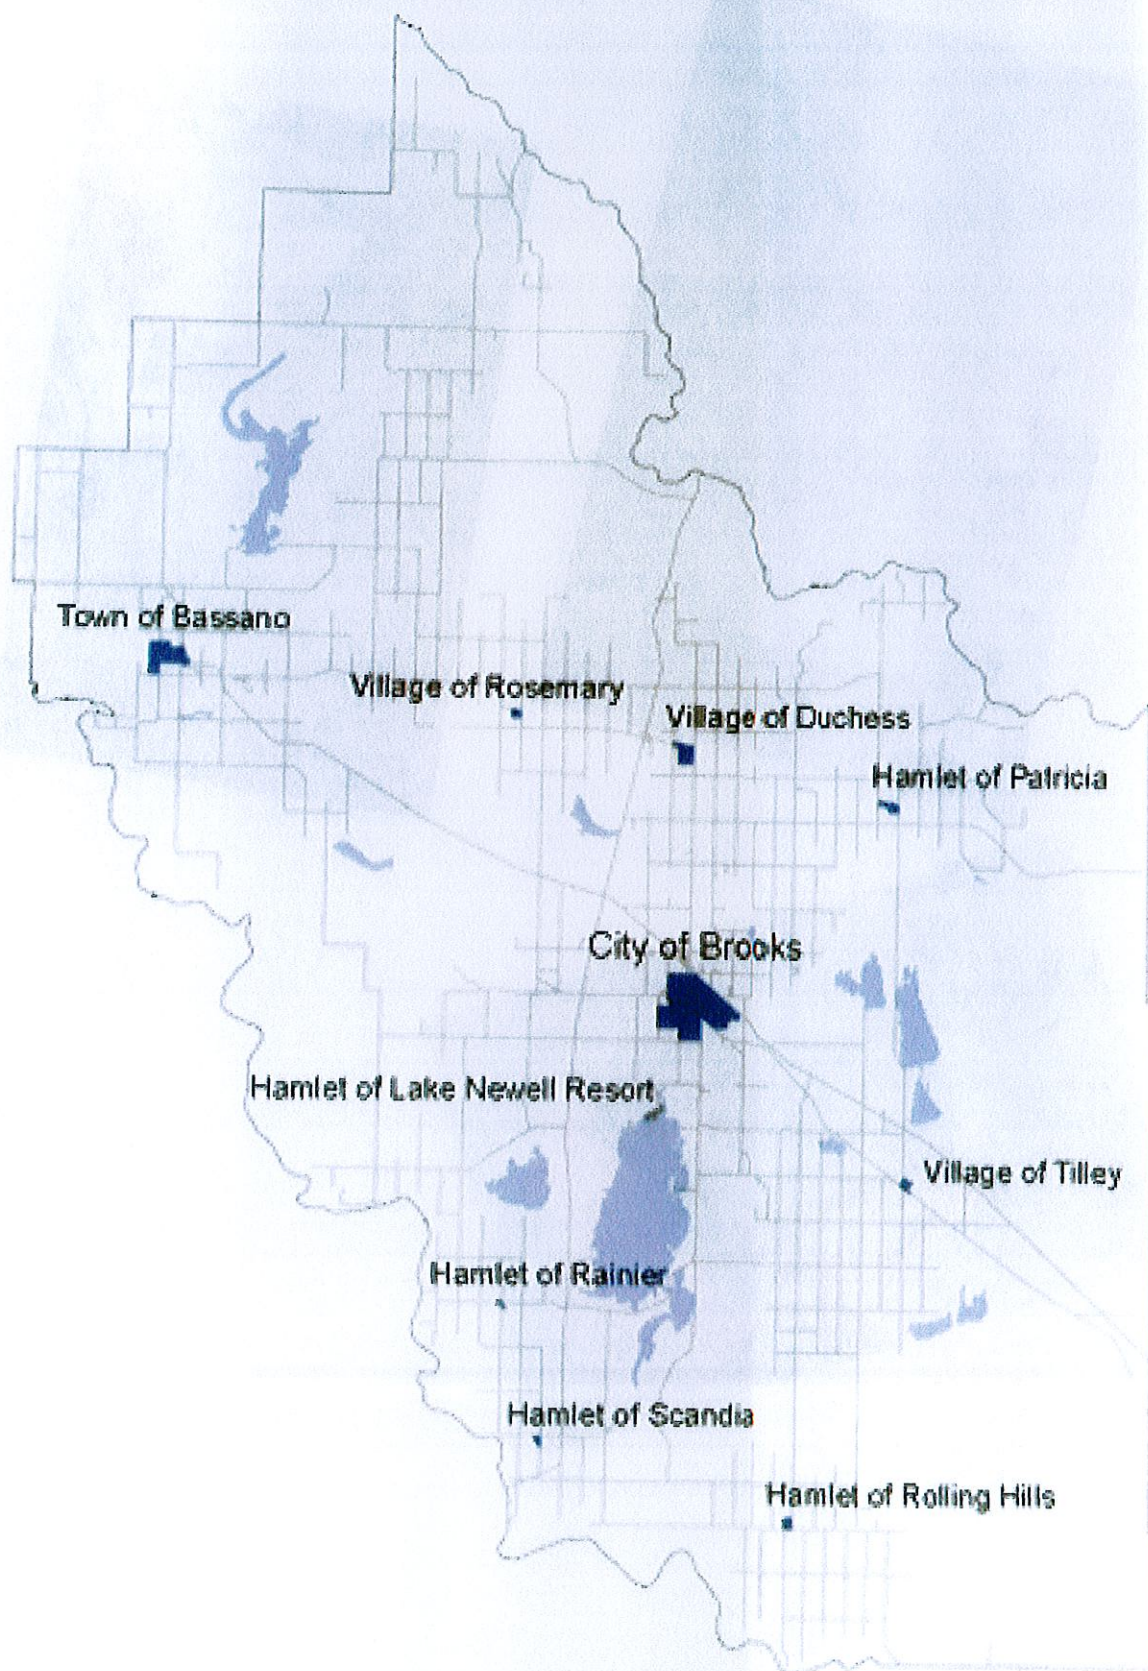 Town of Bassano
Village of Rosemary
Village of Duchess
Hamlet of Patricia
City of Brooks
Hamlet of Lake Newell Resort
Village of Tilley
Hamlet of Rainier
Hamlet of Scandia
Hamlet of Rolling Hills